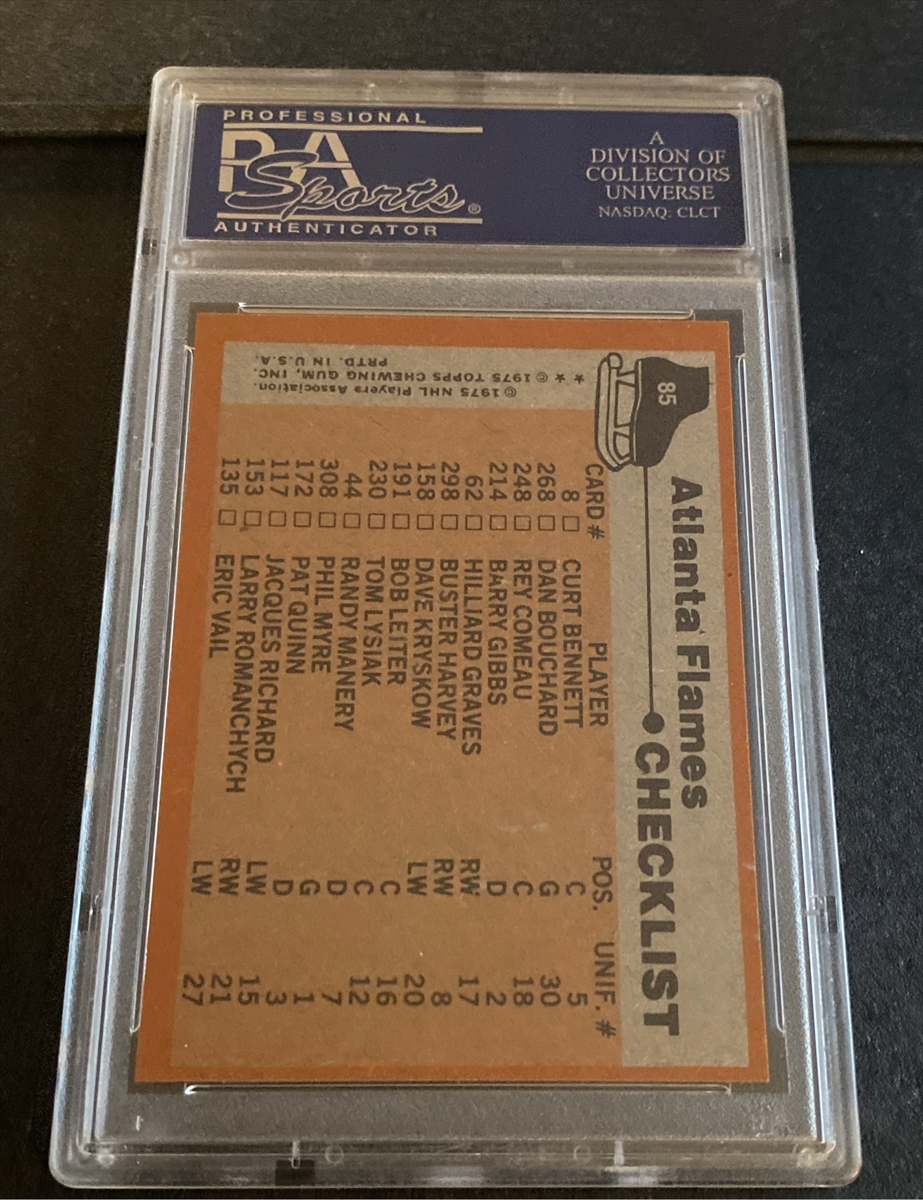 PROFESSIONAL
PSA
Sports®
AUTHENTICATOR
A
DIVISION OF
COLLECTORS
UNIVERSE
NASDAQ: CLCT
85
Atlanta Flames
CHECKLIST
CARD # PLAYER POS. UNIF. #
8 □ CURT BENNETT C 5
268 □ DAN BOUCHARD G 30
248 □ REY COMEAU C 18
214 □ BARRY GIBBS D 2
62 □ HILLIARD GRAVES RW 17
298 □ BUSTER HARVEY RW 8
158 □ DAVE KRYSKOW LW 20
191 □ BOB LEITER C 16
230 □ TOM LYSIAK C 12
44 □ RANDY MANERY D 7
308 □ PHIL MYRE G 1
172 □ PAT QUINN D 3
117 □ JACQUES RICHARD LW 15
153 □ LARRY ROMANCHYCH RW 21
135 □ ERIC VAIL LW 27
© 1975 NHL Players Association.
★ ★ © 1975 TOPPS CHEWING GUM, INC.
PRTD. IN U.S.A.